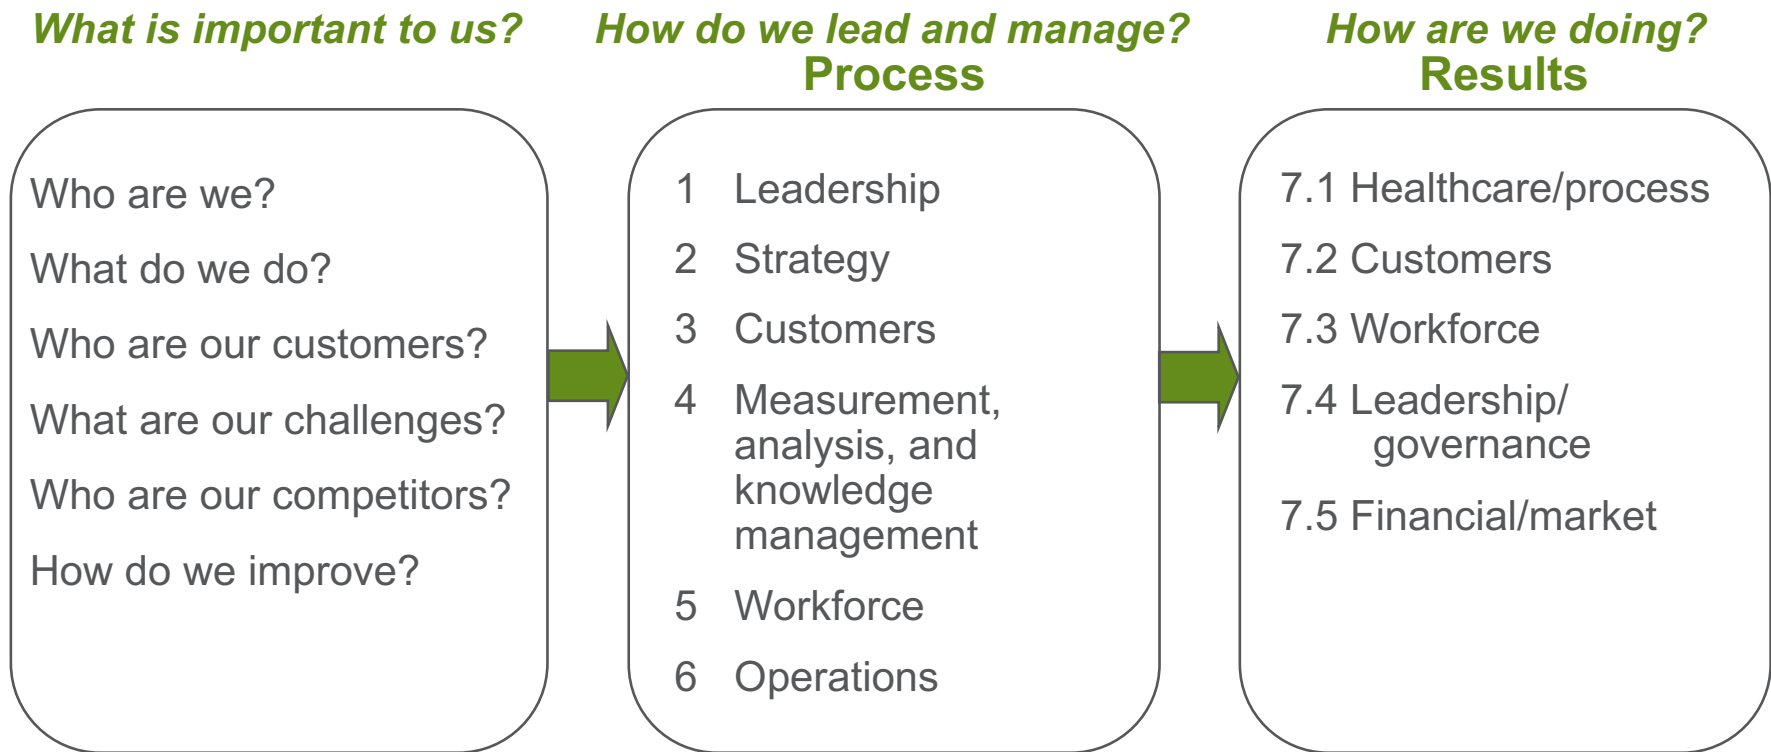 What is important to us?
How do we lead and manage?
Process
How are we doing?
Results
Who are we?
What do we do?
Who are our customers?
What are our challenges?
Who are our competitors?
How do we improve?
1 Leadership
2 Strategy
3 Customers
4 Measurement,
analysis, and
knowledge
management
5 Workforce
6 Operations
7.1 Healthcare/process
7.2 Customers
7.3 Workforce
7.4 Leadership/
governance
7.5 Financial/market